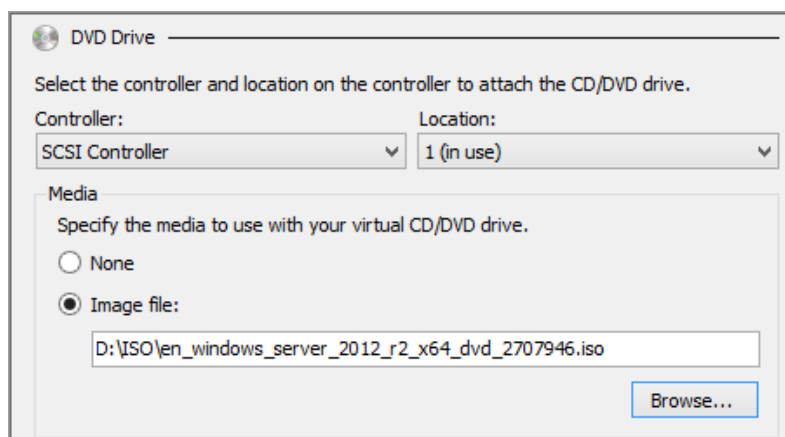 DVD Drive
Select the controller and location on the controller to attach the CD/DVD drive.
Controller: Location:
SCSI Controller 1 (in use)
Media
Specify the media to use with your virtual CD/DVD drive.
None
Image file:
D:\ISO\en_windows_server_2012_r2_x64_dvd_2707946.iso
Browse...